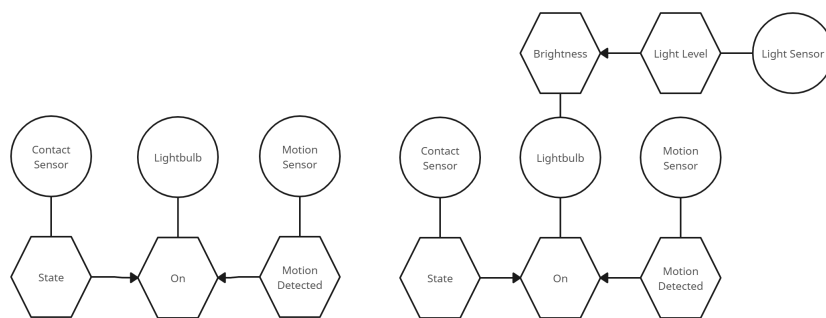 Brightness
Light Level
Light Sensor
Contact
Sensor
Lightbulb
Motion
Sensor
Contact
Sensor
Lightbulb
Motion
Sensor
State
On
Motion
Detected
State
On
Motion
Detected